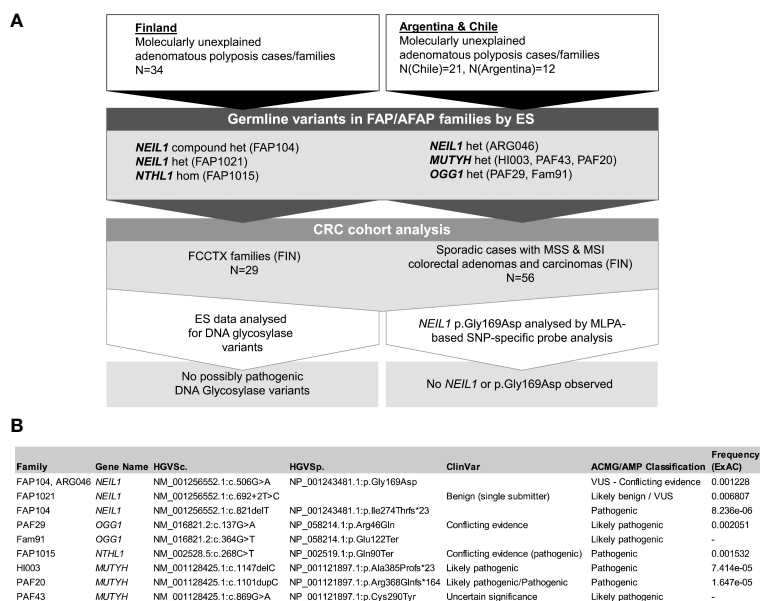 A
Finland
Molecularly unexplained
adenomatous polyposis cases/families
N=34
Argentina & Chile
Molecularly unexplained
adenomatous polyposis cases/families
N(Chile)=21, N(Argentina)=12
Germline variants in FAP/AFAP families by ES
NEIL1 compound het (FAP104)
NEIL1 het (FAP1021)
NTHL1 hom (FAP1015)
NEIL1 het (ARG046)
MUTYH het (HI003, PAF43, PAF20)
OGG1 het (PAF29, Fam91)
CRC cohort analysis
FCCTX families (FIN)
N=29
Sporadic cases with MSS & MSI
colorectal adenomas and carcinomas (FIN)
N=56
ES data analysed
for DNA glycosylase
variants
NEIL1 p.Gly169Asp analysed by MLPA-
based SNP-specific probe analysis
No possibly pathogenic
DNA Glycosylase variants
No NEIL1 or p.Gly169Asp observed
B
Family Gene Name HGVSc. HGVSp. ClinVar ACMG/AMP Classification Frequency (ExAC)
FAP104, ARG046 NEIL1 NM_001256552.1:c.506G>A NP_001243481.1:p.Gly169Asp VUS - Conflicting evidence 0.001228
FAP1021 NEIL1 NM_001256552.1:c.692+2T>C Benign (single submitter) Likely benign / VUS 0.006807
FAP104 NEIL1 NM_001256552.1:c.821delT NP_001243481.1:p.Ile274Thrfs*23 Pathogenic 8.236e-06
PAF29 OGG1 NM_016821.2:c.137G>A NP_058214.1:p.Arg46Gln Conflicting evidence Likely pathogenic 0.002051
Fam91 OGG1 NM_016821.2:c.364G>T NP_058214.1:p.Glu122Ter Likely pathogenic -
FAP1015 NTHL1 NM_002528.5:c.268C>T NP_002519.1:p.Gln90Ter Conflicting evidence (pathogenic) Pathogenic 0.001532
HI003 MUTYH NM_001128425.1:c.1147delC NP_001121897.1:p.Ala385Profs*23 Likely pathogenic Pathogenic 7.414e-05
PAF20 MUTYH NM_001128425.1:c.1101dupC NP_001121897.1:p.Arg368Glnfs*164 Likely pathogenic/Pathogenic Pathogenic 1.647e-05
PAF43 MUTYH NM_001128425.1:c.869G>A NP_001121897.1:p.Cys290Tyr Uncertain significance Likely pathogenic -